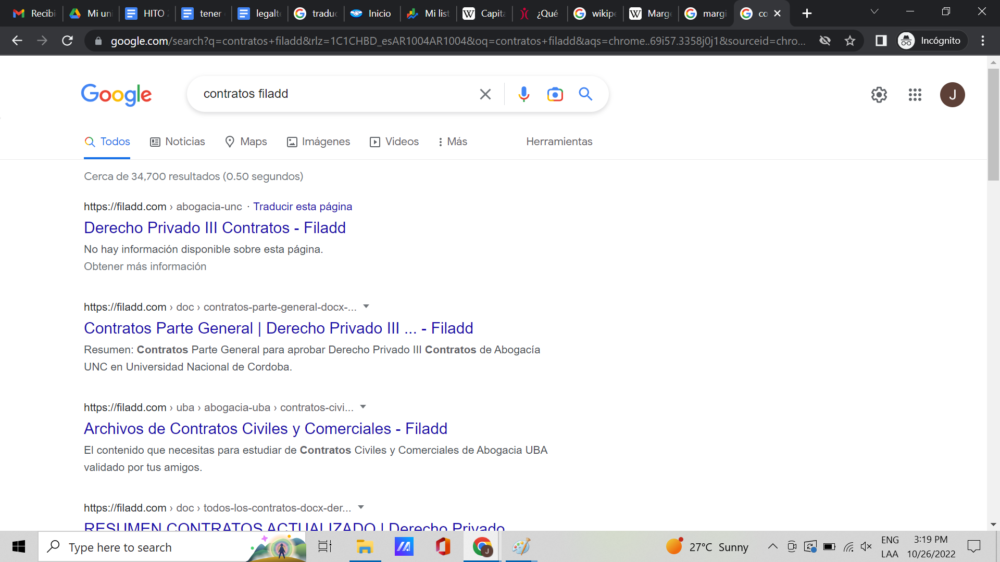 Recibi
Mi uni
HITO 2
tener
legalte
traduc
Inicio
Mi list
Capita
¿Qué
wikipe
Marge
margi
co
google.com/search?q=contratos+filadd&rlz=1C1CHBD_esAR1004AR1004&oq=contratos+filadd&aqs=chrome..69i57.3358j0j1&sourceid=chro...
Incógnito
Google
contratos filadd
J
Todos
Noticias
Maps
Imágenes
Videos
Más
Herramientas
Cerca de 34,700 resultados (0.50 segundos)
https://filadd.com › abogacia-unc · Traducir esta página
Derecho Privado III Contratos - Filadd
No hay información disponible sobre esta página.
Obtener más información
https://filadd.com › doc › contratos-parte-general-docx-...
Contratos Parte General | Derecho Privado III ... - Filadd
Resumen: Contratos Parte General para aprobar Derecho Privado III Contratos de Abogacía
UNC en Universidad Nacional de Cordoba.
https://filadd.com › uba › abogacia-uba › contratos-civi...
Archivos de Contratos Civiles y Comerciales - Filadd
El contenido que necesitas para estudiar de Contratos Civiles y Comerciales de Abogacia UBA
validado por tus amigos.
https://filadd.com › doc › todos-los-contratos-docx-der...
RESUMEN CONTRATOS ACTUALIZADO | Derecho Privado
Type here to search
J
27°C Sunny
ENG
LAA
3:19 PM
10/26/2022